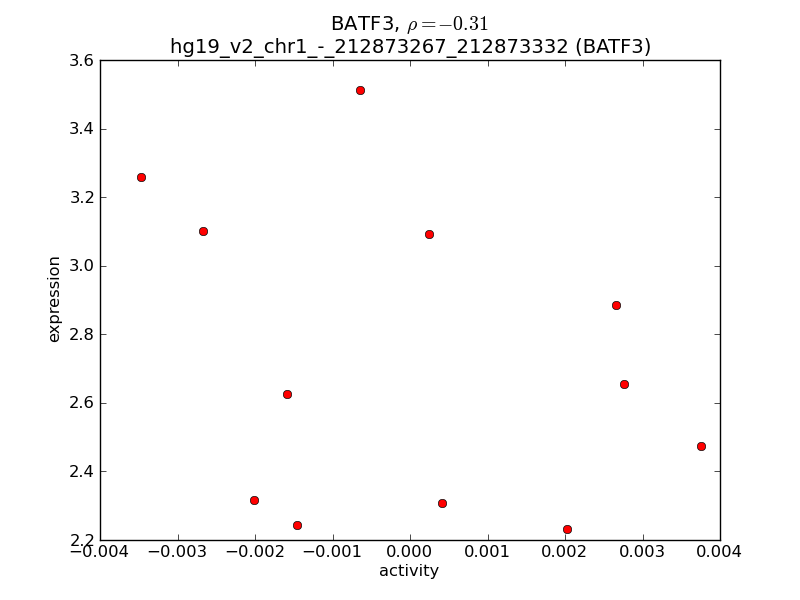 BATF3, ρ=−0.31
hg19_v2_chr1_-_212873267_212873332 (BATF3)
3.6
3.4
3.2
3.0
2.8
2.6
2.4
2.2
expression
−0.004 −0.003 −0.002 −0.001 0.000 0.001 0.002 0.003 0.004
activity